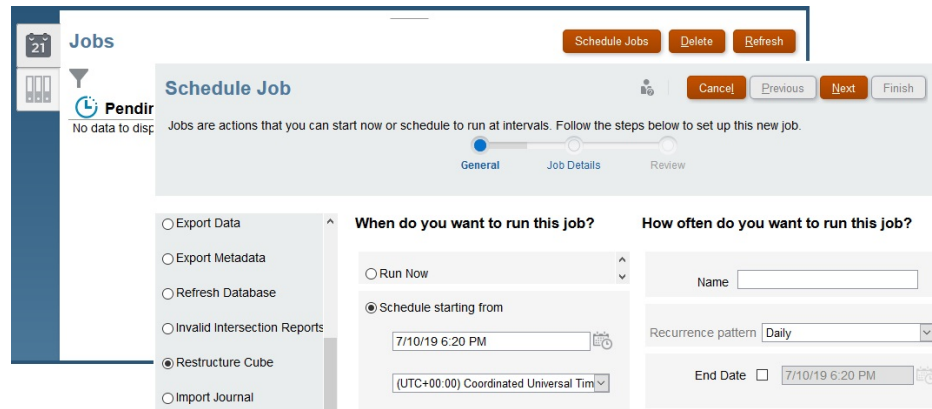 21
Jobs
Schedule Jobs Delete Refresh
Schedule Job
Cancel Previous Next Finish
No data to disp
Jobs are actions that you can start now or schedule to run at intervals. Follow the steps below to set up this new job.
General Job Details Review
Export Data
Export Metadata
Refresh Database
Invalid Intersection Reports
Restructure Cube
Import Journal
When do you want to run this job?
Run Now
Schedule starting from
7/10/19 6:20 PM
(UTC+00:00) Coordinated Universal Tim
How often do you want to run this job?
Name
Recurrence pattern Daily
End Date 7/10/19 6:20 PM